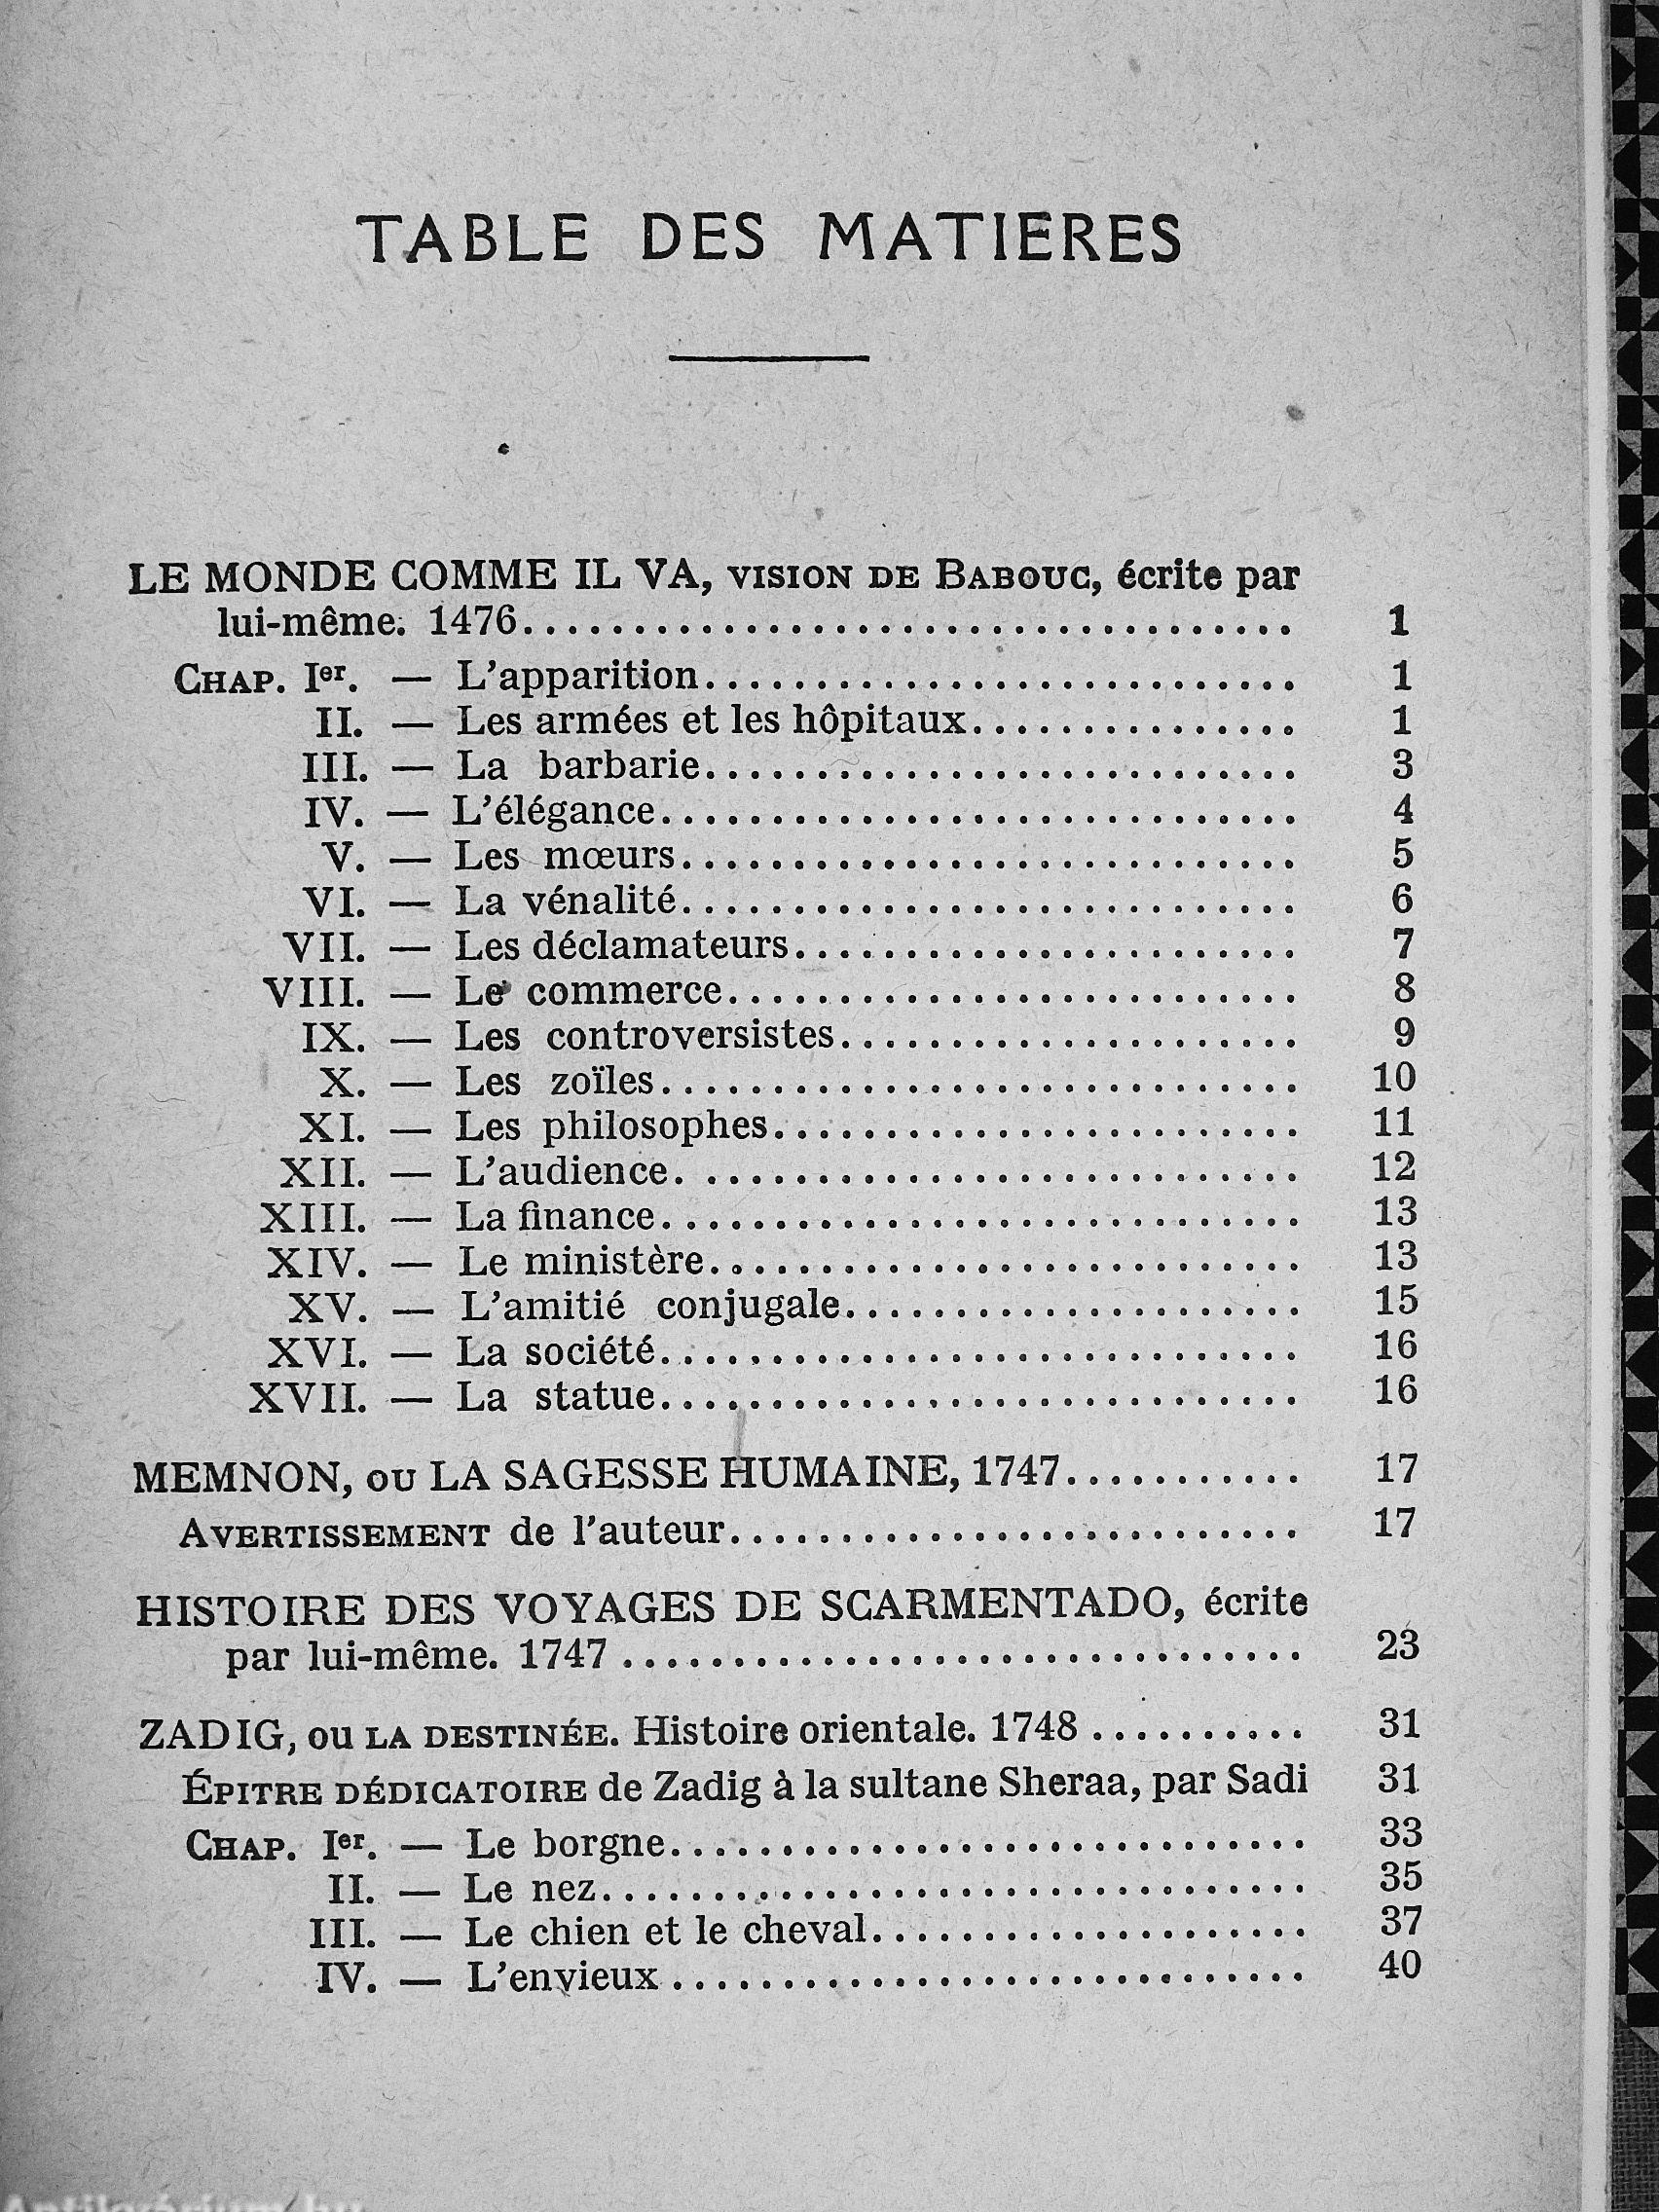 TABLE DES MATIERES
LE MONDE COMME IL VA, VISION DE BABOUC, écrite par
lui-même. 1476.................................... 1
CHAP. Ier. — L'apparition........................... 1
II. — Les armées et les hôpitaux............... 1
III. — La barbarie........................... 3
IV. — L'élégance............................. 4
V. — Les mœurs............................ 5
VI. — La vénalité............................ 6
VII. — Les déclamateurs....................... 7
VIII. — Le commerce.......................... 8
IX. — Les controversistes..................... 9
X. — Les zoïles............................. 10
XI. — Les philosophes........................ 11
XII. — L'audience. ........................... 12
XIII. — La finance............................. 13
XIV. — Le ministère........................... 13
XV. — L'amitié conjugale..................... 15
XVI. — La société............................. 16
XVII. — La statue............................. 16
MEMNON, OU LA SAGESSE HUMAINE, 1747........... 17
AVERTISSEMENT de l'auteur.......................... 17
HISTOIRE DES VOYAGES DE SCARMENTADO, écrite
par lui-même. 1747 ............................... 23
ZADIG, ou LA DESTINÉE. Histoire orientale. 1748 .......... 31
ÉPITRE DÉDICATOIRE de Zadig à la sultane Sheraa, par Sadi 31
CHAP. Ier. — Le borgne............................. 33
II. — Le nez................................ 35
III. — Le chien et le cheval.................... 37
IV. — L'envieux ............................. 40